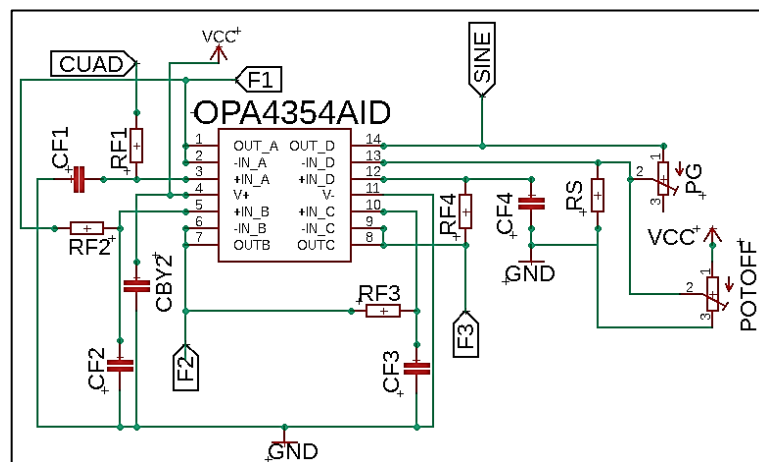 VCC
CUAD
F1
SINE
OPA4354AID
CF1
RF1
1 OUT_A OUT_D 14
2 -IN_A -IN_D 13
3 +IN_A +IN_D 12
4 V+ V- 11
5 +IN_B +IN_C 10
6 -IN_B -IN_C 9
7 OUTB OUTC 8
RF2
CBY2
CF2
F2
RF3
CF3
RF4
CF4
RS
F3
GND
1
2
3
PG
VCC
1
2
3
POTOFF
GND